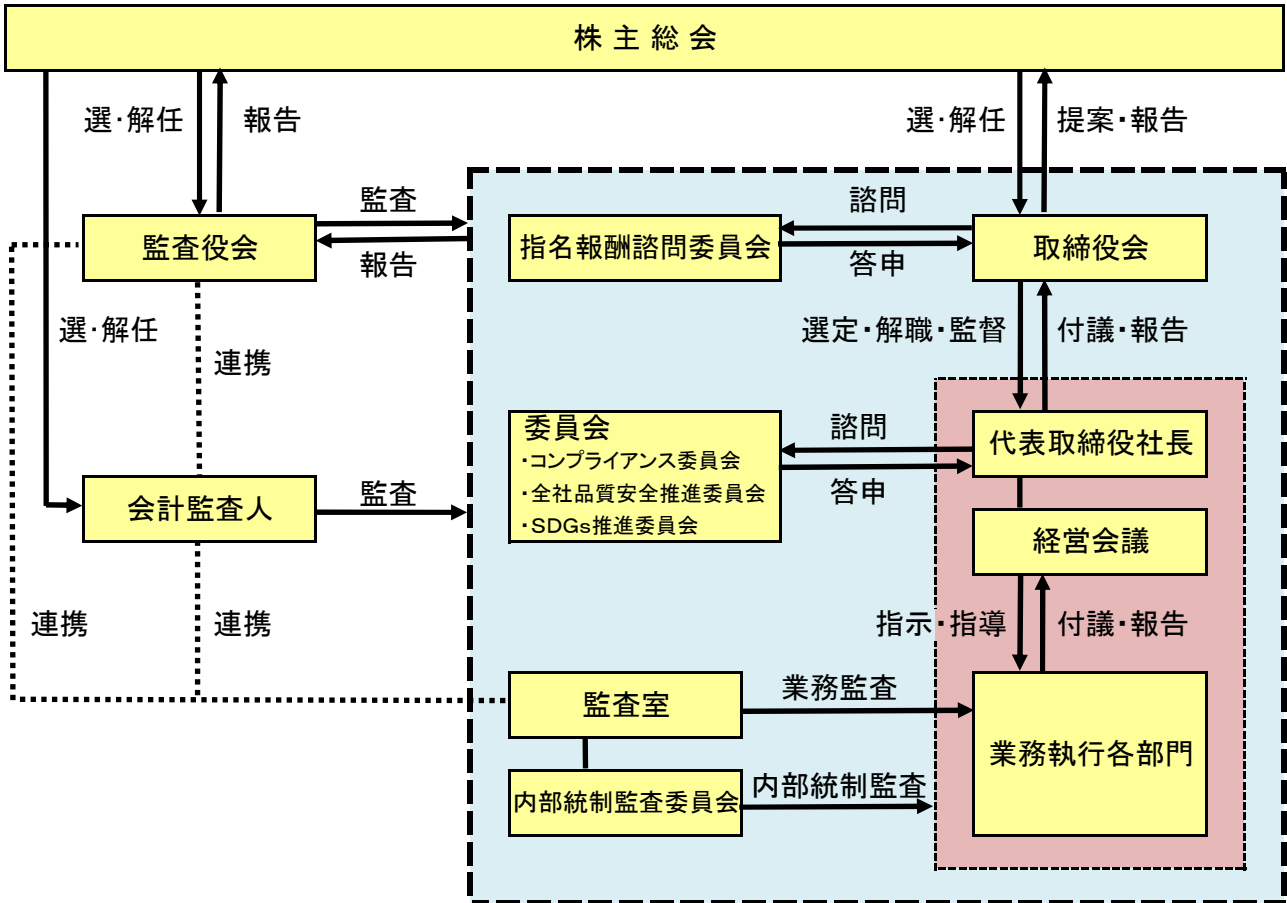 株 主 総 会
選･解任
報告
選･解任
提案・報告
監査
諮問
監査役会
指名報酬諮問委員会
取締役会
報告
答申
選･解任
連携
選定・解職・監督
付議・報告
委員会
・コンプライアンス委員会
・全社品質安全推進委員会
・SDGs推進委員会
諮問
代表取締役社長
答申
会計監査人
監査
経営会議
連携
連携
指示・指導
付議・報告
監査室
業務監査
業務執行各部門
内部統制監査委員会
内部統制監査